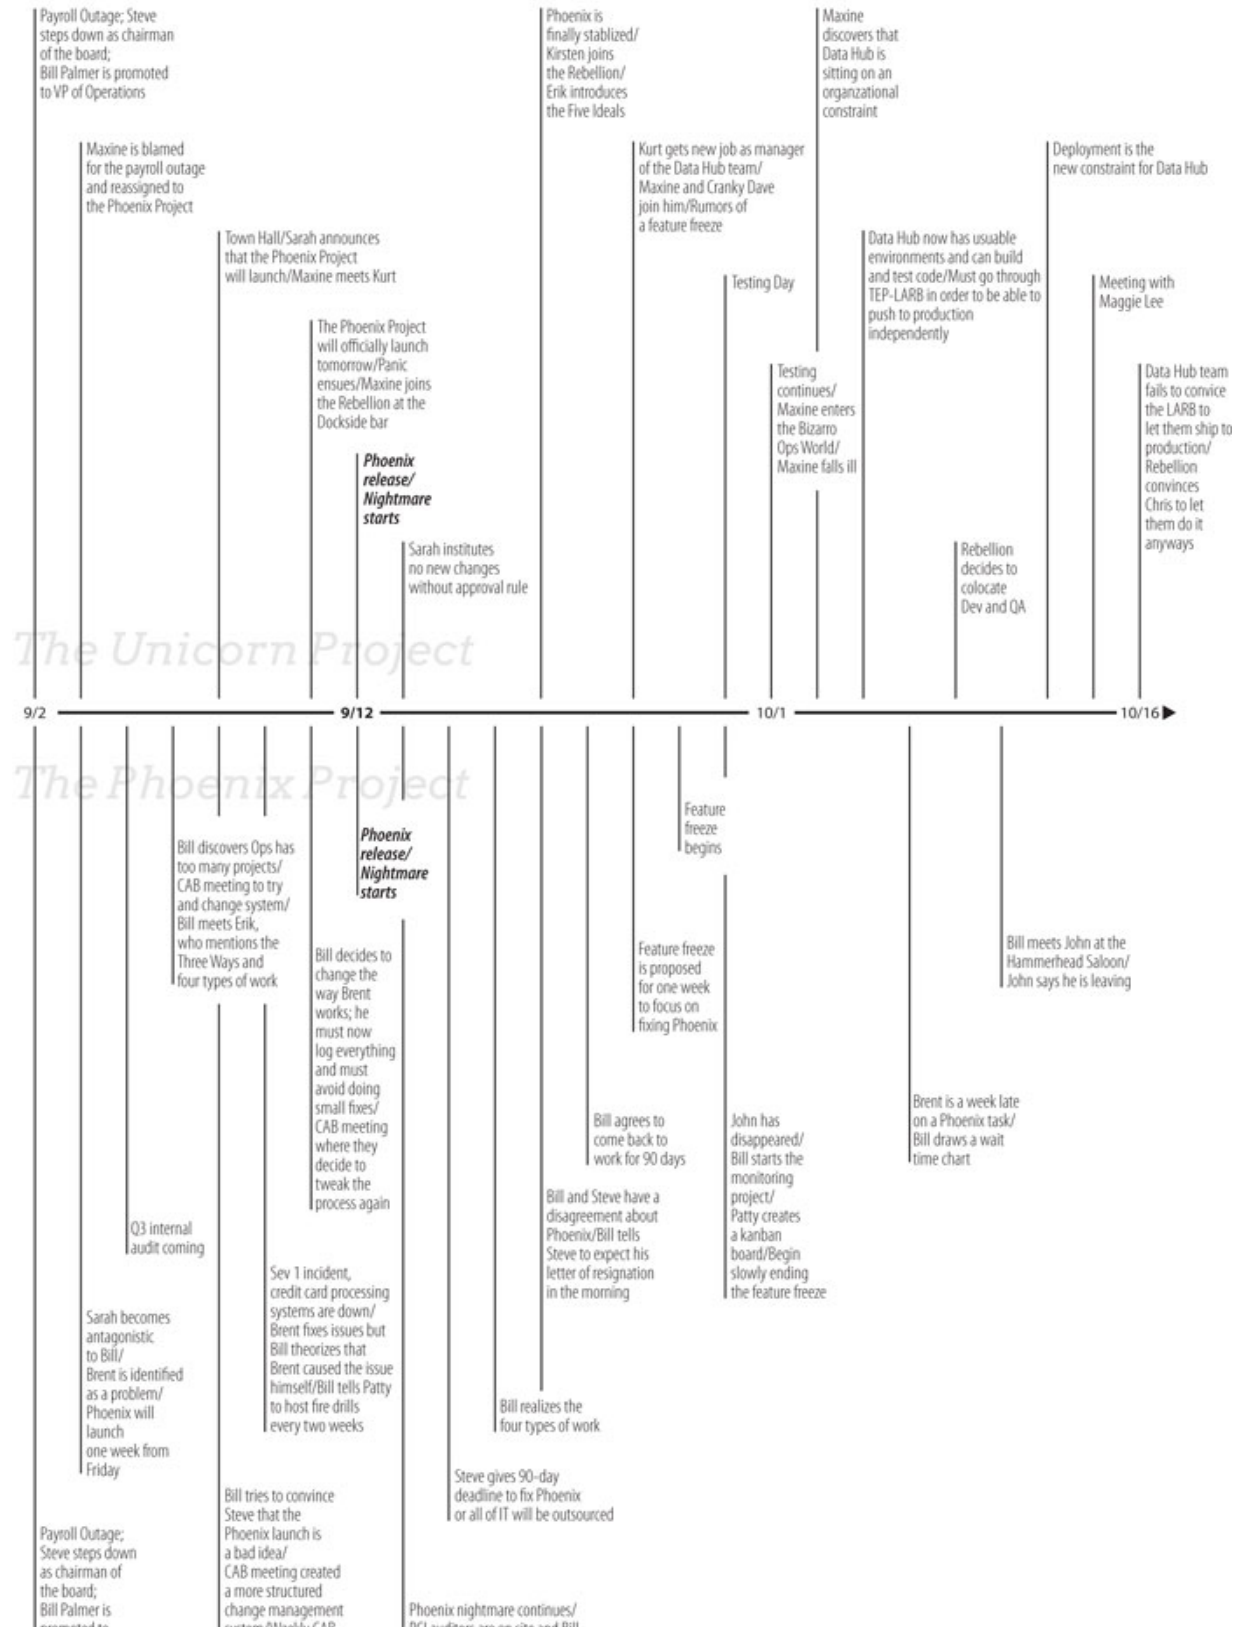 Payroll Outage; Steve
steps down as chairman
of the board;
Bill Palmer is promoted
to VP of Operations
Phoenix is
finally stablized/
Kirsten joins
the Rebellion/
Erik introduces
the Five Ideals
Maxine
discovers that
Data Hub is
sitting on an
organzational
constraint
Maxine is blamed
for the payroll outage
and reassigned to
the Phoenix Project
Kurt gets new job as manager
of the Data Hub team/
Maxine and Cranky Dave
join him/Rumors of
a feature freeze
Deployment is the
new constraint for Data Hub
Town Hall/Sarah announces
that the Phoenix Project
will launch/Maxine meets Kurt
Data Hub now has usuable
environments and can build
and test code/Must go through
TEP-LARB in order to be able to
push to production
independently
Testing Day
Meeting with
Maggie Lee
The Phoenix Project
will officially launch
tomorrow/Panic
ensues/Maxine joins
the Rebellion at the
Dockside bar
Testing
continues/
Maxine enters
the Bizarro
Ops World/
Maxine falls ill
Data Hub team
fails to convice
the LARB to
let them ship to
production/
Rebellion
convinces
Chris to let
them do it
anyways
Phoenix
release/
Nightmare
starts
Sarah institutes
no new changes
without approval rule
Rebellion
decides to
colocate
Dev and QA
The Unicorn Project
9/2
9/12
10/1
10/16
The Phoenix Project
Feature
freeze
begins
Phoenix
release/
Nightmare
starts
Bill discovers Ops has
too many projects/
CAB meeting to try
and change system/
Bill meets Erik,
who mentions the
Three Ways and
four types of work
Bill decides to
change the
way Brent
works; he
must now
log everything
and must
avoid doing
small fixes/
CAB meeting
where they
decide to
tweak the
process again
Feature freeze
is proposed
for one week
to focus on
fixing Phoenix
Bill meets John at the
Hammerhead Saloon/
John says he is leaving
Brent is a week late
on a Phoenix task/
Bill draws a wait
time chart
Bill agrees to
come back to
work for 90 days
John has
disappeared/
Bill starts the
monitoring
project/
Patty creates
a kanban
board/Begin
slowly ending
the feature freeze
Bill and Steve have a
disagreement about
Phoenix/Bill tells
Steve to expect his
letter of resignation
in the morning
Q3 internal
audit coming
Sev 1 incident,
credit card processing
systems are down/
Brent fixes issues but
Bill theorizes that
Brent caused the issue
himself/Bill tells Patty
to host fire drills
every two weeks
Sarah becomes
antagonistic
to Bill/
Brent is identified
as a problem/
Phoenix will
launch
one week from
Friday
Bill realizes the
four types of work
Steve gives 90-day
deadline to fix Phoenix
or all of IT will be outsourced
Bill tries to convince
Steve that the
Phoenix launch is
a bad idea/
CAB meeting created
a more structured
change management
Payroll Outage;
Steve steps down
as chairman of
the board;
Bill Palmer is
Phoenix nightmare continues/